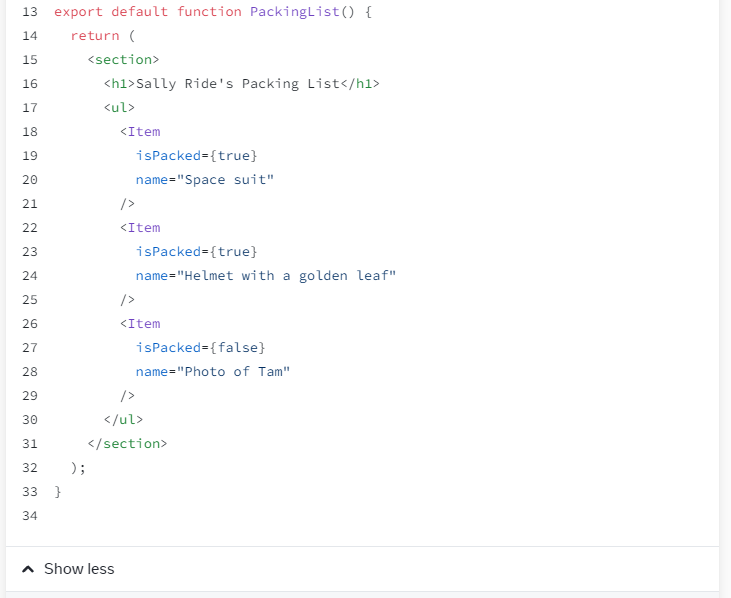 13 export default function PackingList() {
14   return (
15     <section>
16       <h1>Sally Ride's Packing List</h1>
17       <ul>
18         <Item
19           isPacked={true}
20           name="Space suit"
21         />
22         <Item
23           isPacked={true}
24           name="Helmet with a golden leaf"
25         />
26         <Item
27           isPacked={false}
28           name="Photo of Tam"
29         />
30       </ul>
31     </section>
32   );
33 }
34
Show less